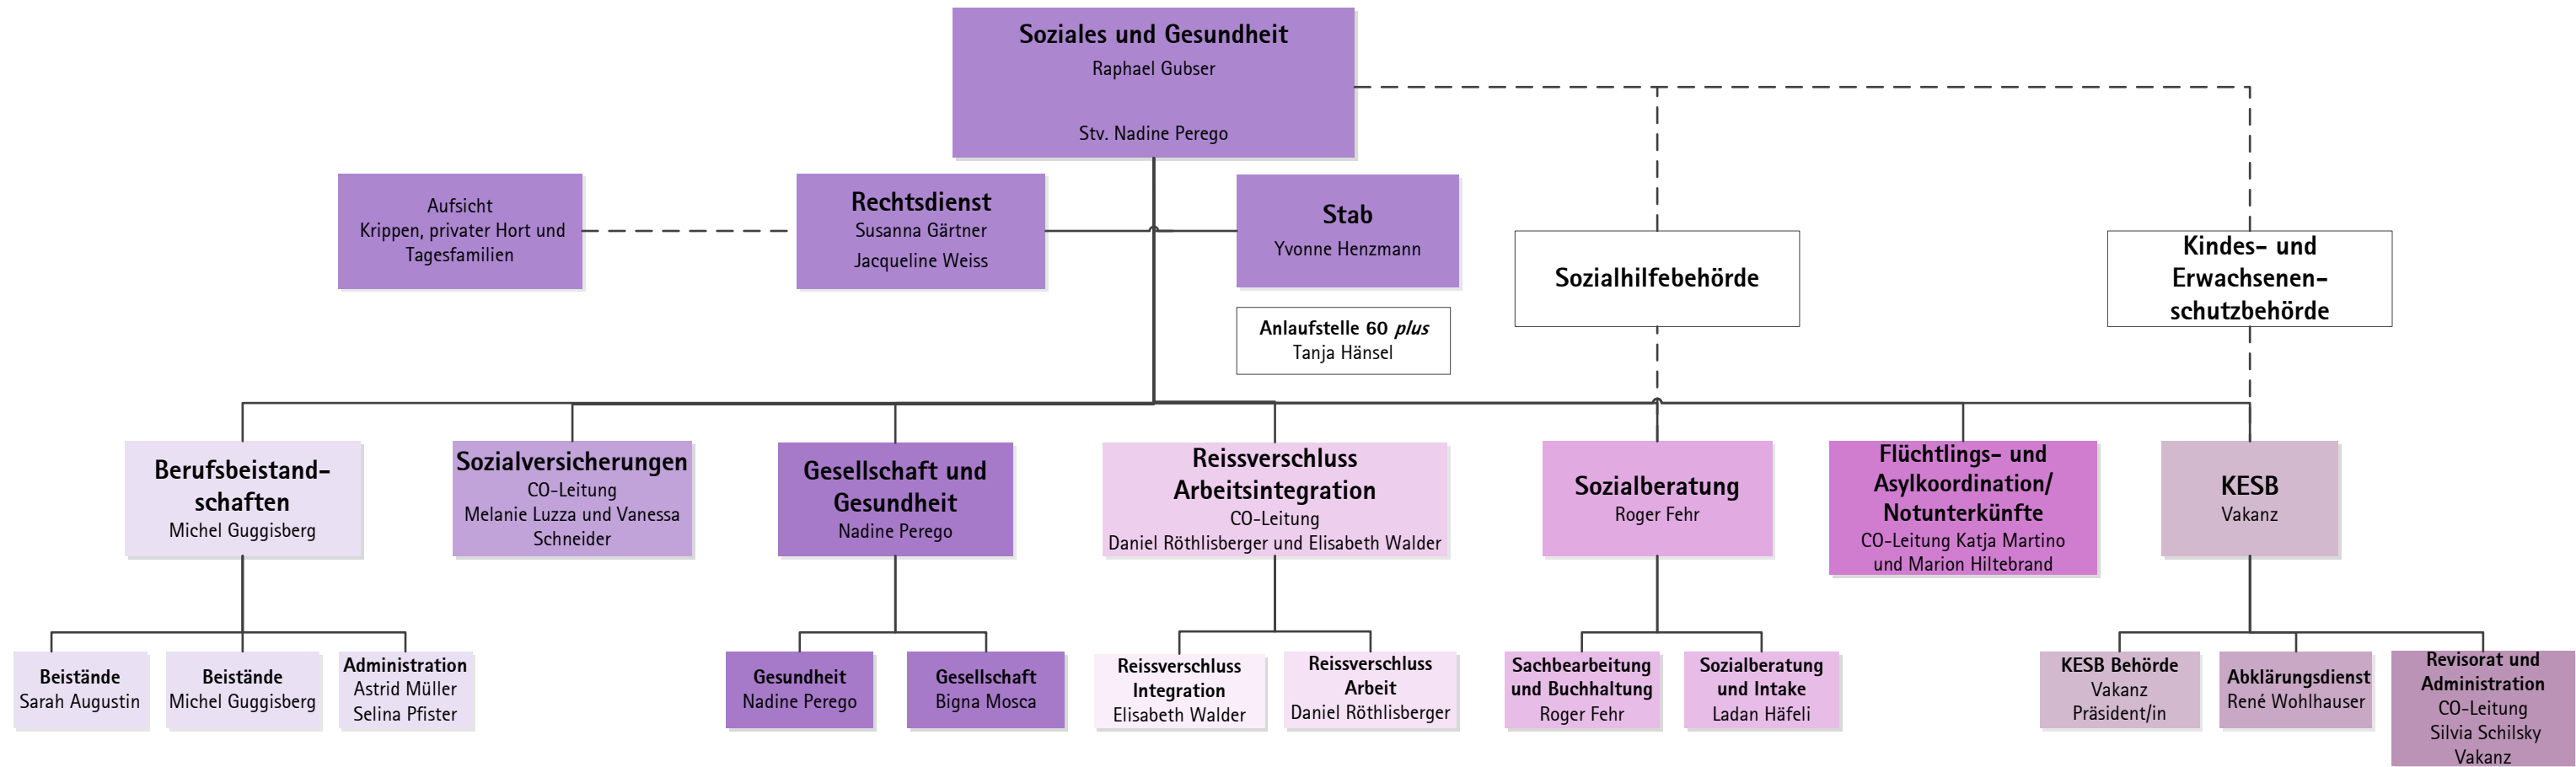 Soziales und Gesundheit
Raphael Gubser
Stv. Nadine Perego
Aufsicht
Krippen, privater Hort und
Tagesfamilien
Rechtsdienst
Susanna Gärtner
Jacqueline Weiss
Stab
Yvonne Henzmann
Anlaufstelle 60 plus
Tanja Hänsel
Sozialhilfebehörde
Kindes- und
Erwachsenen-
schutzbehörde
Berufsbeistand-
schaften
Michel Guggisberg
Sozialversicherungen
CO-Leitung
Melanie Luzza und Vanessa
Schneider
Gesellschaft und
Gesundheit
Nadine Perego
Reissverschluss
Arbeitsintegration
CO-Leitung
Daniel Röthlisberger und Elisabeth Walder
Sozialberatung
Roger Fehr
Flüchtlings- und
Asylkoordination/
Notunterkünfte
CO-Leitung Katja Martino
und Marion Hiltebrand
KESB
Vakanz
Beistände
Sarah Augustin
Beistände
Michel Guggisberg
Administration
Astrid Müller
Selina Pfister
Gesundheit
Nadine Perego
Gesellschaft
Bigna Mosca
Reissverschluss
Integration
Elisabeth Walder
Reissverschluss
Arbeit
Daniel Röthlisberger
Sachbearbeitung
und Buchhaltung
Roger Fehr
Sozialberatung
und Intake
Ladan Häfeli
KESB Behörde
Vakanz
Präsident/in
Abklärungsdienst
René Wohlhauser
Revisorat und
Administration
CO-Leitung
Silvia Schilsky
Vakanz